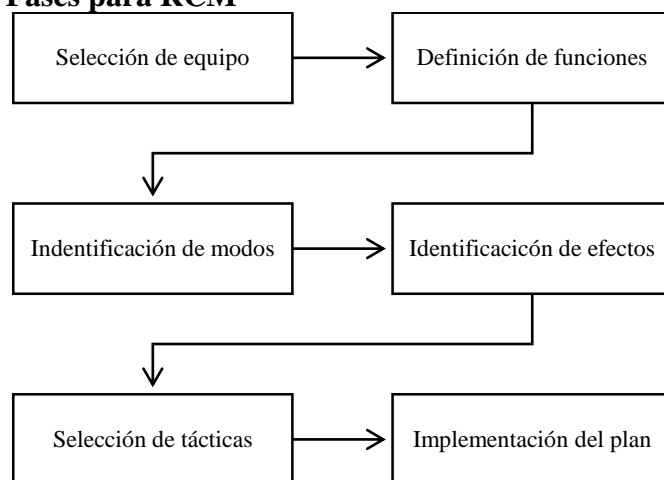 Fases para RCM
Selección de equipo
Definición de funciones
Indentificación de modos
Identificacicón de efectos
Selección de tácticas
Implementación del plan